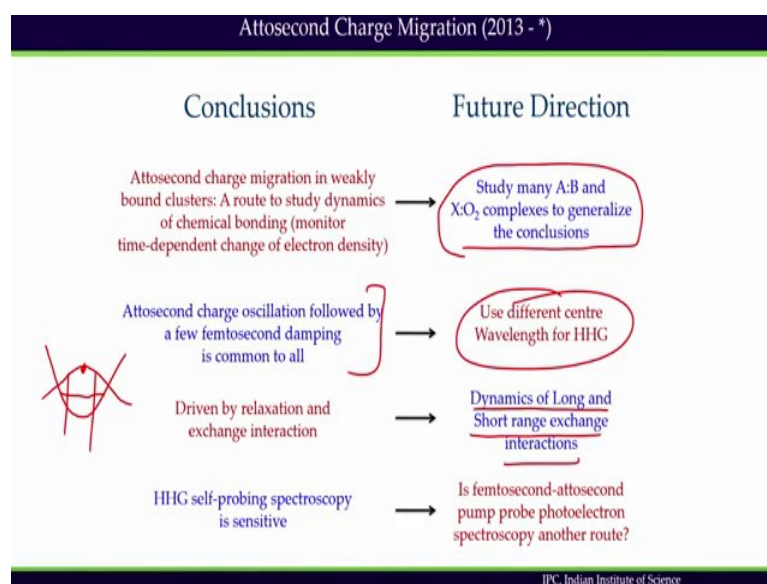 Attosecond Charge Migration (2013 - *)
Conclusions
Future Direction
Attosecond charge migration in weakly
bound clusters: A route to study dynamics
of chemical bonding (monitor
time-dependent change of electron density)
Study many A:B and
X:O₂ complexes to generalize
the conclusions
Attosecond charge oscillation followed by
a few femtosecond damping
is common to all
Use different centre
Wavelength for HHG
Driven by relaxation and
exchange interaction
Dynamics of Long and
Short range exchange
interactions
HHG self-probing spectroscopy
is sensitive
Is femtosecond-attosecond
pump probe photoelectron
spectroscopy another route?
IPC, Indian Institute of Science